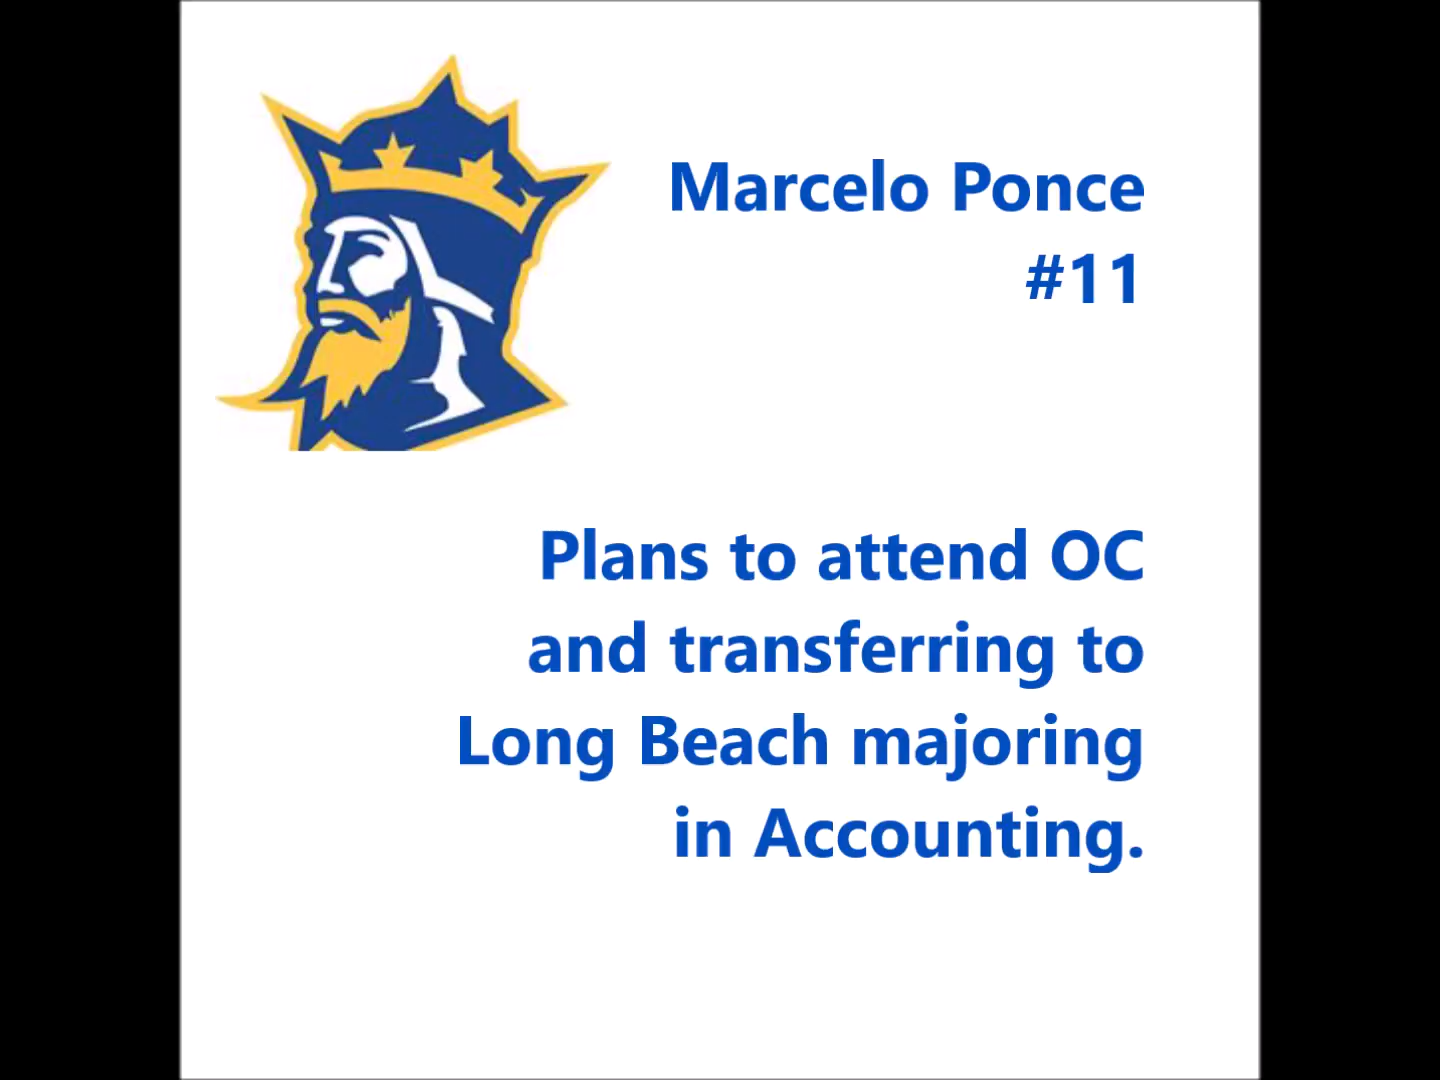 Marcelo Ponce
#11
Plans to attend OC
and transferring to
Long Beach majoring
in Accounting.